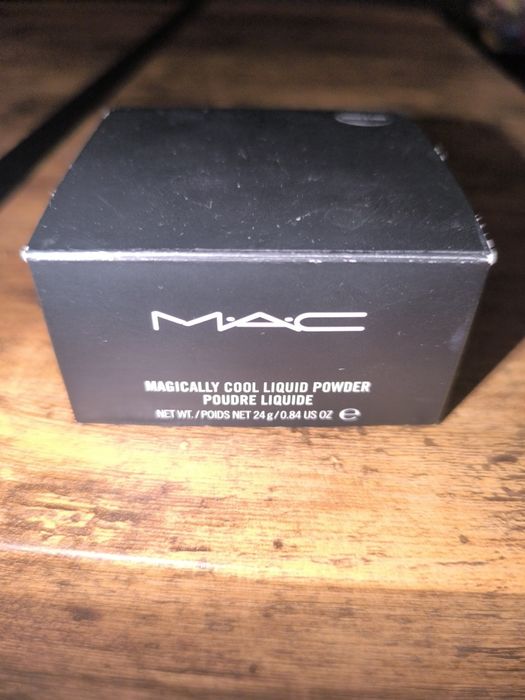 M·A·C
MAGICALLY COOL LIQUID POWDER
POUDRE LIQUIDE
NET WT. / POIDS NET 24 g / 0.84 US OZ ℮